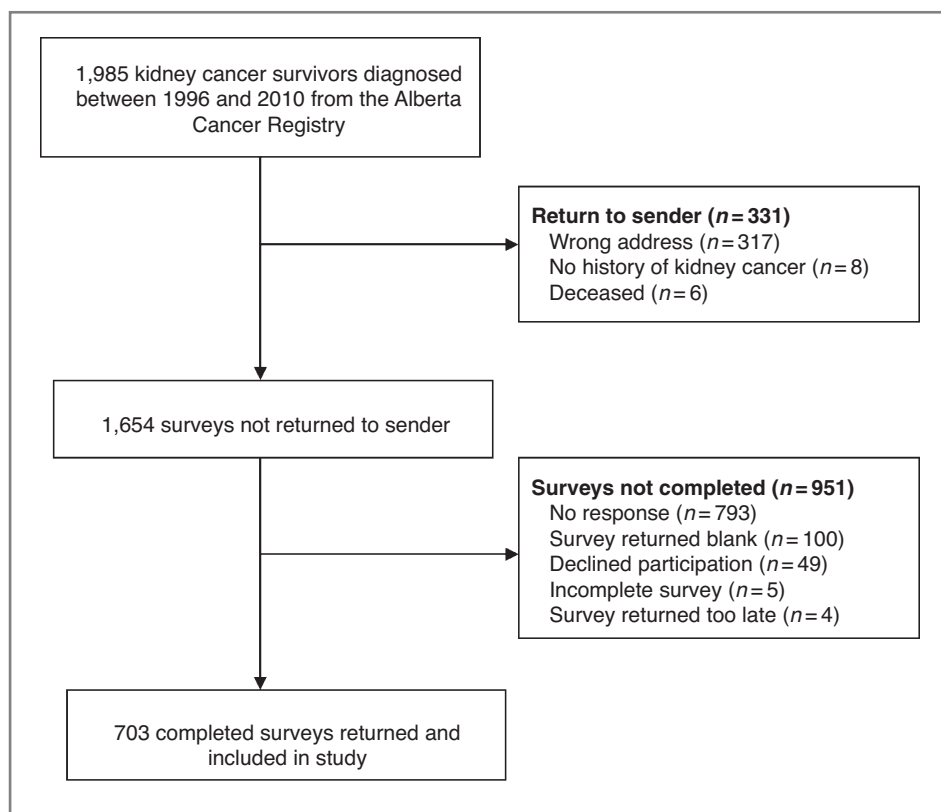 1,985 kidney cancer survivors diagnosed
between 1996 and 2010 from the Alberta
Cancer Registry
Return to sender (n=331)
Wrong address (n=317)
No history of kidney cancer (n=8)
Deceased (n=6)
1,654 surveys not returned to sender
Surveys not completed (n=951)
No response (n=793)
Survey returned blank (n=100)
Declined participation (n=49)
Incomplete survey (n=5)
Survey returned too late (n=4)
703 completed surveys returned and
included in study